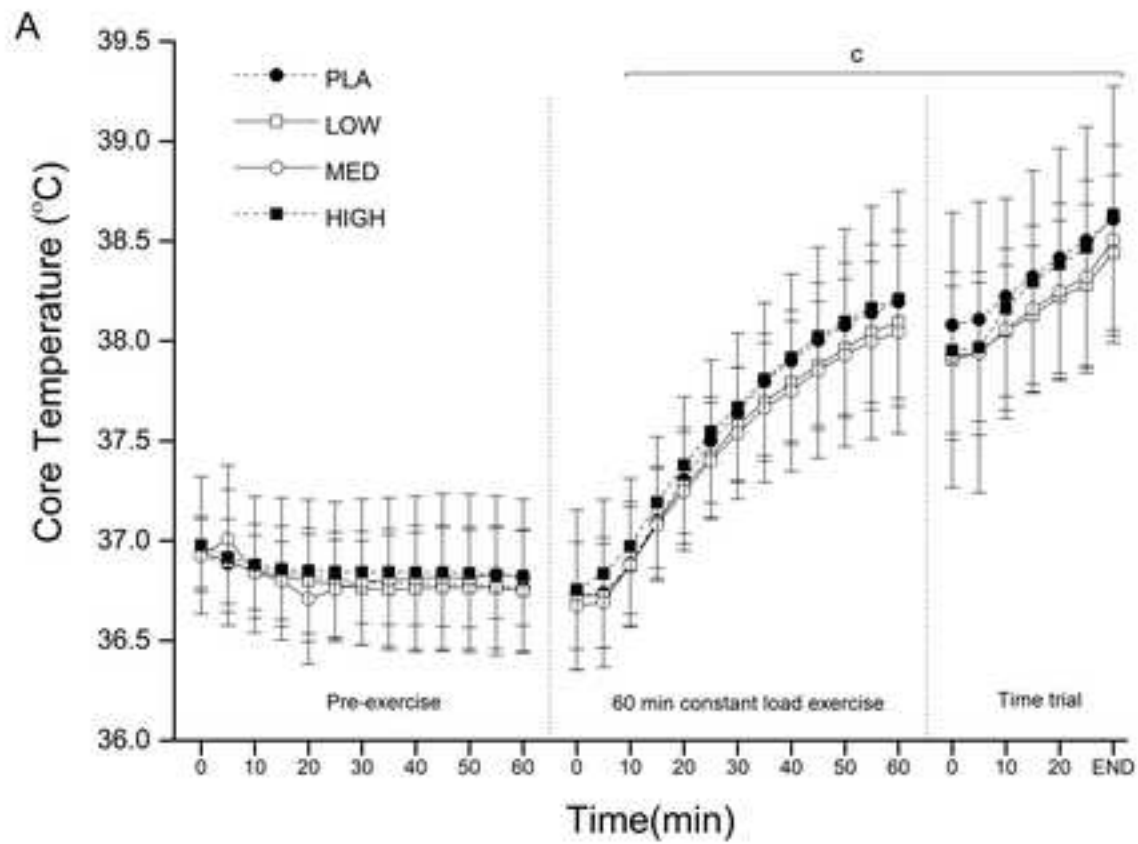 A
Core Temperature (°C)
39.5
39.0
38.5
38.0
37.5
37.0
36.5
36.0
PLA
LOW
MED
HIGH
c
Pre-exercise
60 min constant load exercise
Time trial
0 10 20 30 40 50 60 0 10 20 30 40 50 60 0 10 20 END
Time(min)